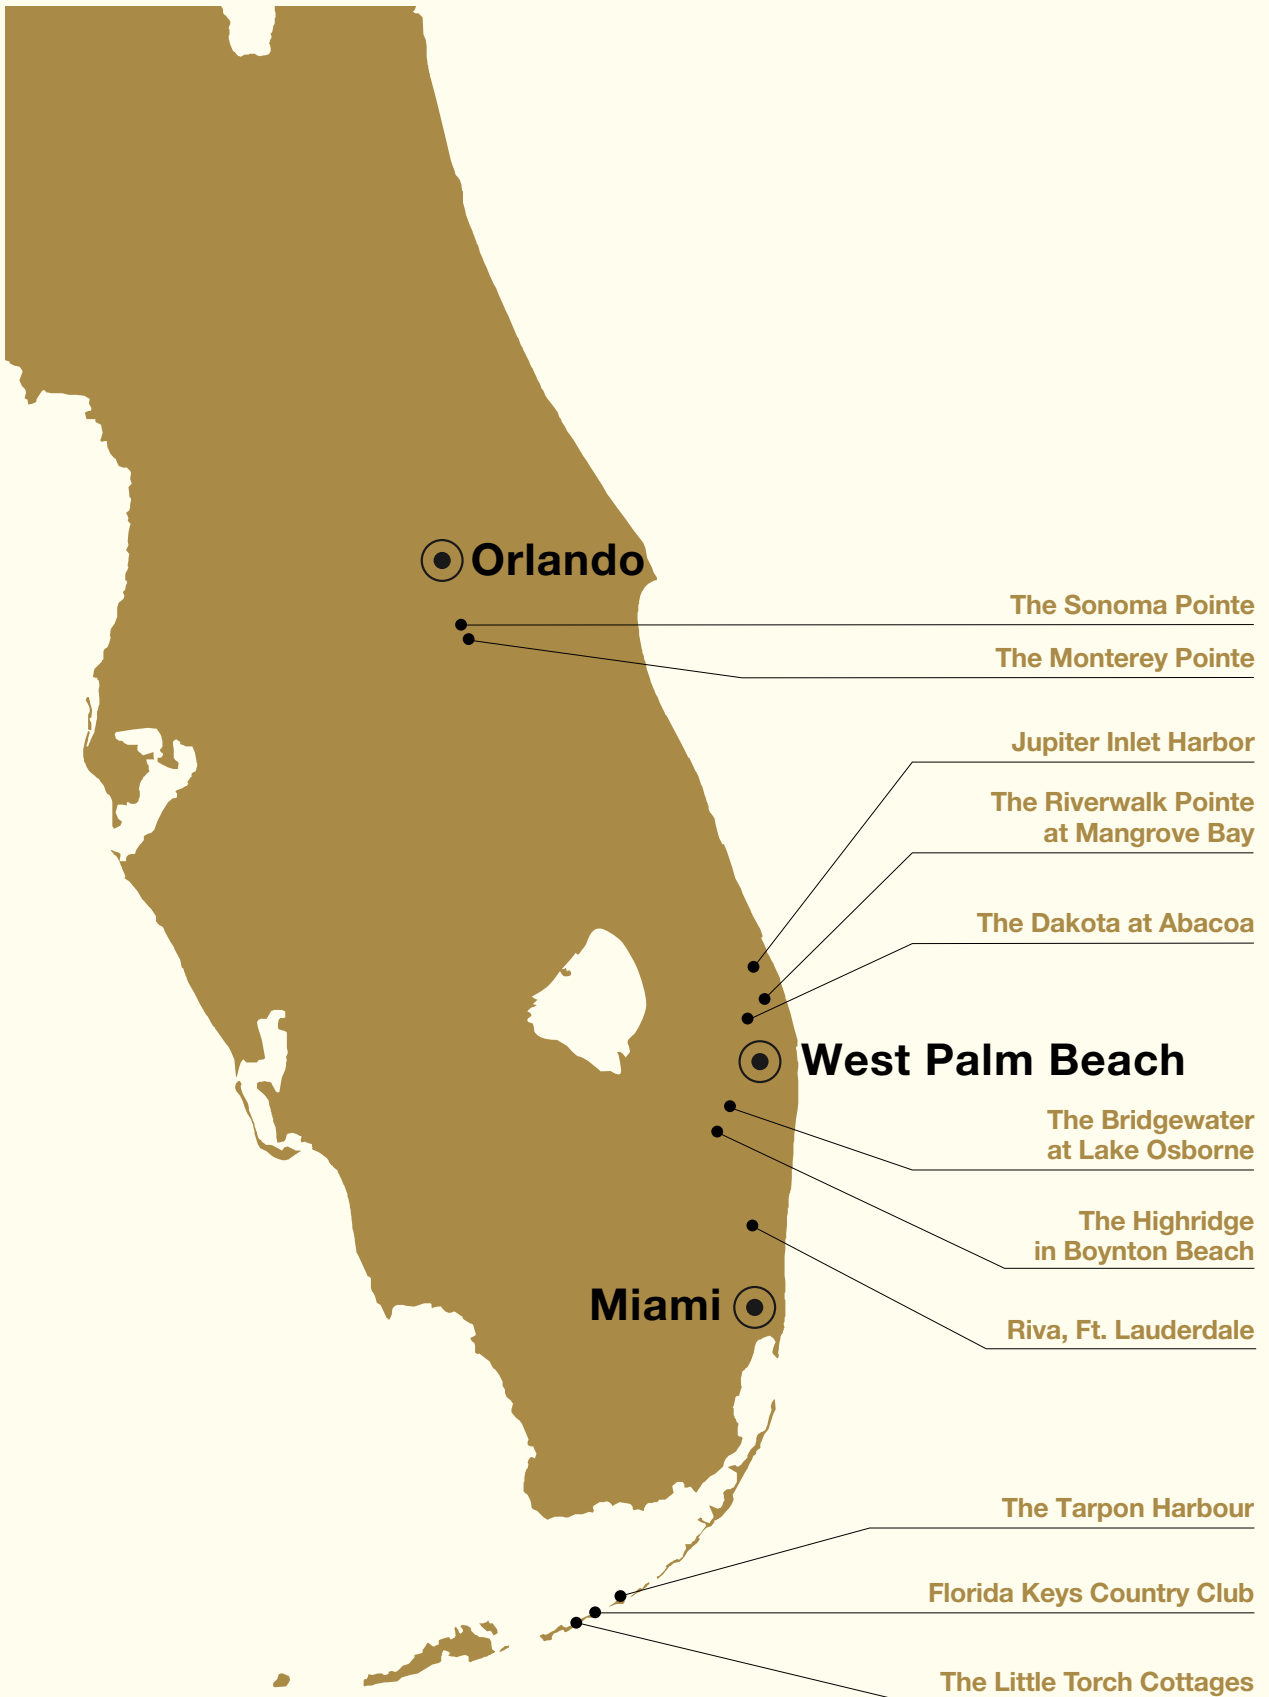 Orlando
The Sonoma Pointe
The Monterey Pointe
Jupiter Inlet Harbor
The Riverwalk Pointe
at Mangrove Bay
The Dakota at Abacoa
West Palm Beach
The Bridgewater
at Lake Osborne
The Highridge
in Boynton Beach
Miami
Riva, Ft. Lauderdale
The Tarpon Harbour
Florida Keys Country Club
The Little Torch Cottages